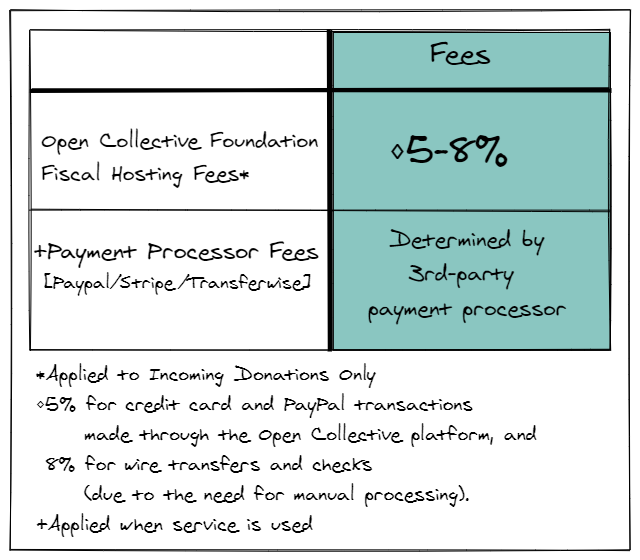 Fees
Open Collective Foundation
Fiscal Hosting Fees*
◊5-8%
+Payment Processor Fees
[Paypal/Stripe/Transferwise]
Determined by
3rd-party
payment processor
*Applied to Incoming Donations Only
◊5% for credit card and PayPal transactions
made through the Open Collective platform, and
8% for wire transfers and checks
(due to the need for manual processing).
+Applied when service is used